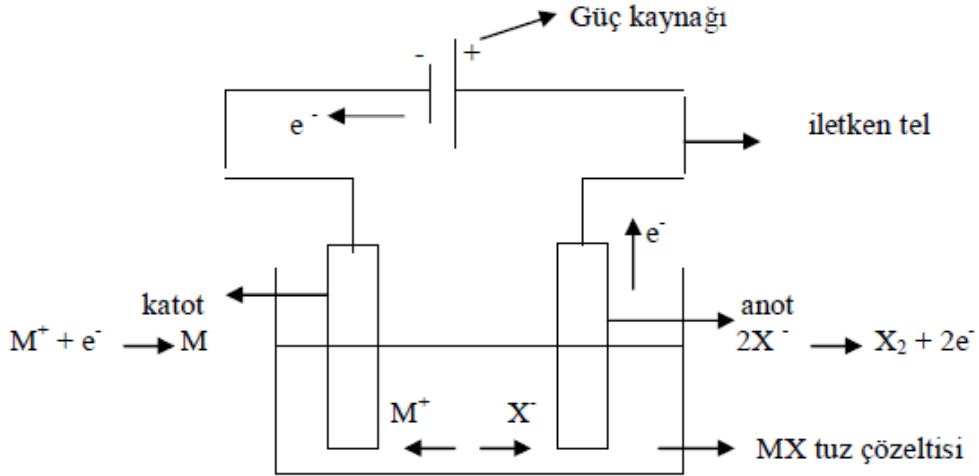 Güç kaynağı
- +
e⁻
iletken tel
e⁻
katot
anot
M⁺ + e⁻ → M
2X⁻ → X₂ + 2e⁻
M⁺ X⁻
MX tuz çözeltisi